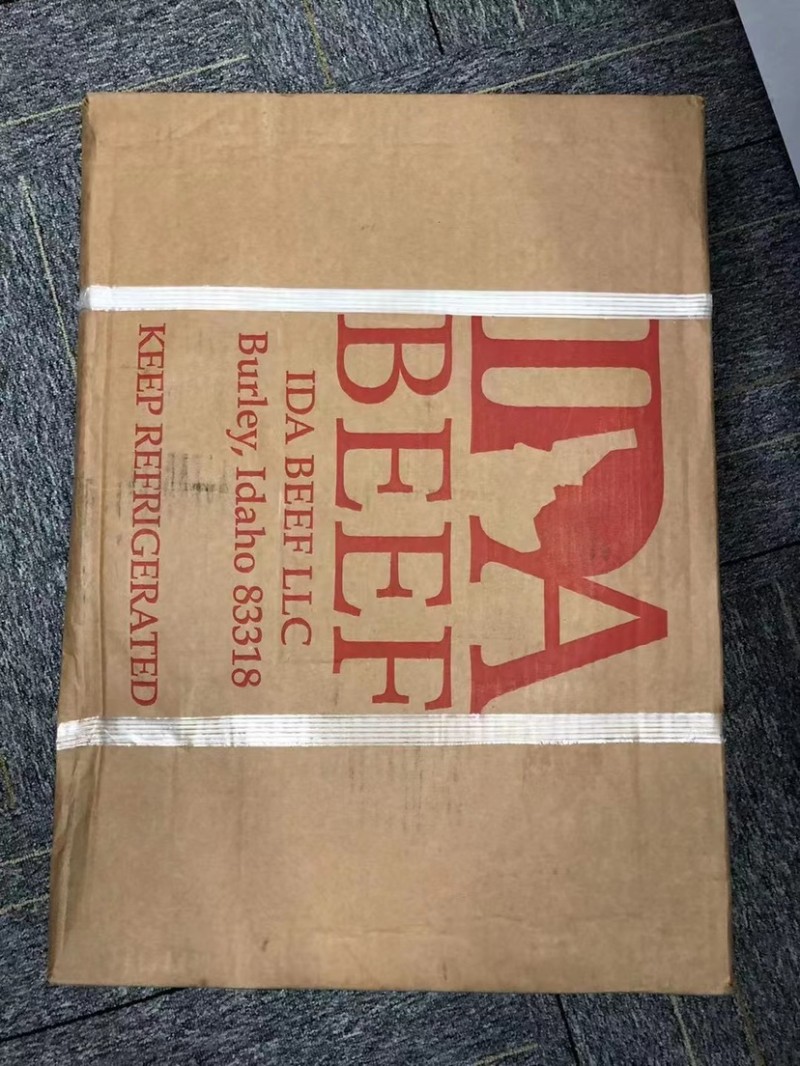 IDA
BEEF
IDA BEEF LLC
Burley, Idaho 83318
KEEP REFRIGERATED